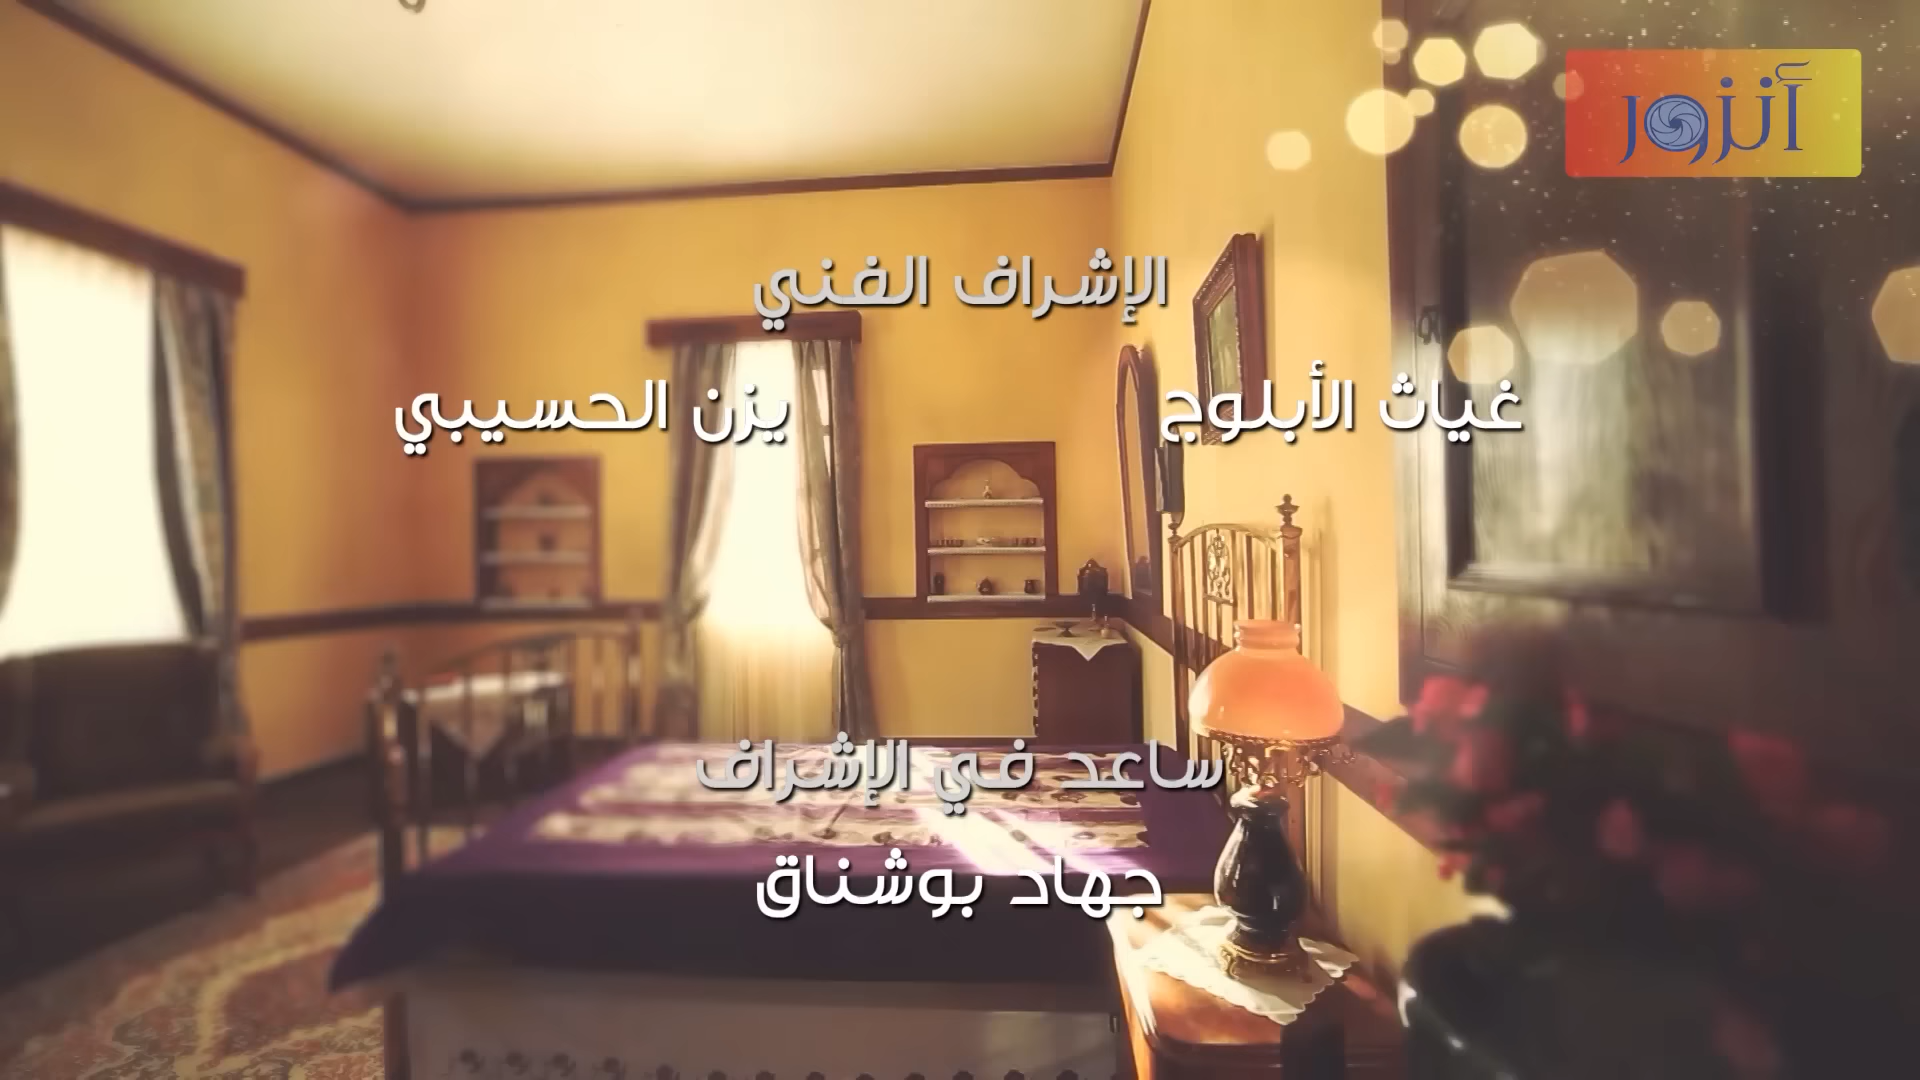 أنزور
الإشراف الفني
غياث الأبلوج
يزن الحسيبي
ساعد في الإشراف
جهاد بوشناق